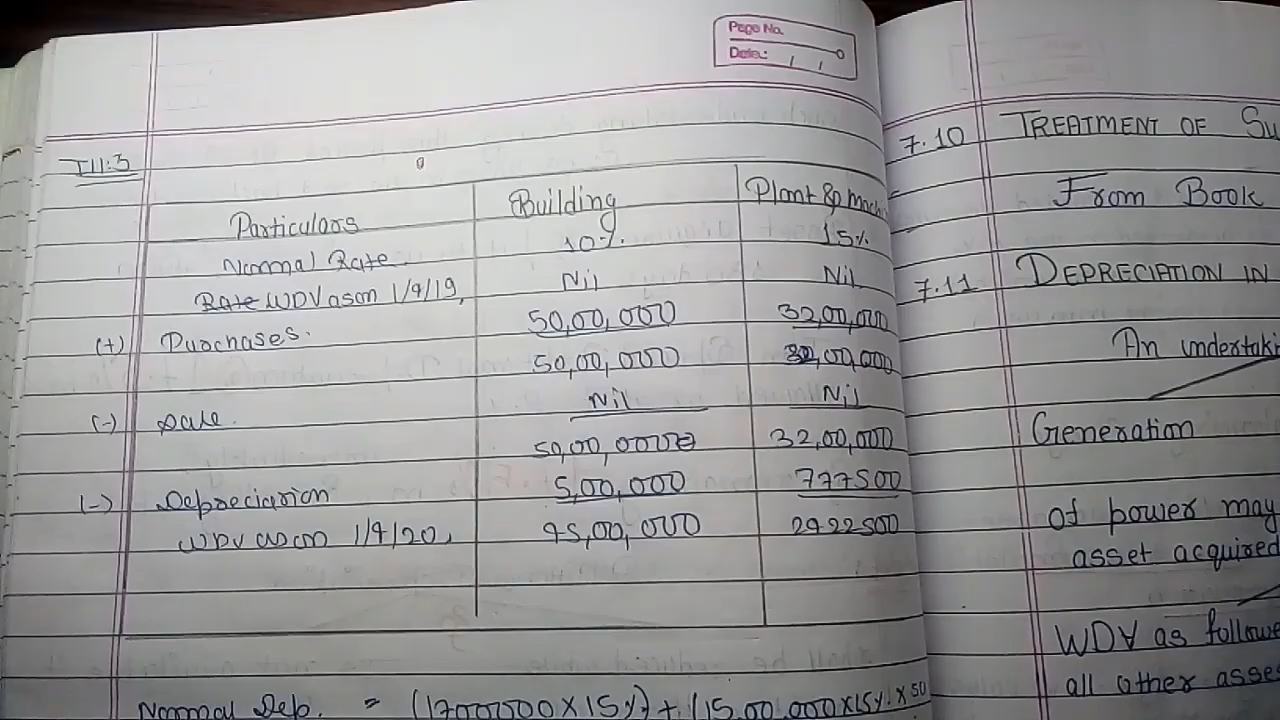 Page No.
Date: / /
Ill:3
Particulars Building Plant & Mach
Normal Rate 10% 15%
Rate WDV as on 1/4/19, Nil Nil
(+) Purchases. 50,00,000 32,00,000
50,00,000 32,00,000
(-) Sale. Nil Nil
50,00,000 32,00,000
(-) Depreciarion 5,00,000 777500
WDV as on 1/4/20, 45,00,000 2422500
Normal Dep. = (1700000 X 15%) + (15,00,000 x 15% x 50
7.10 TREATMENT OF SU
From Book
7.11 DEPRECIATION IN
An undertaki
Generation
of power may
asset acquired
WDV as follow
all other asse